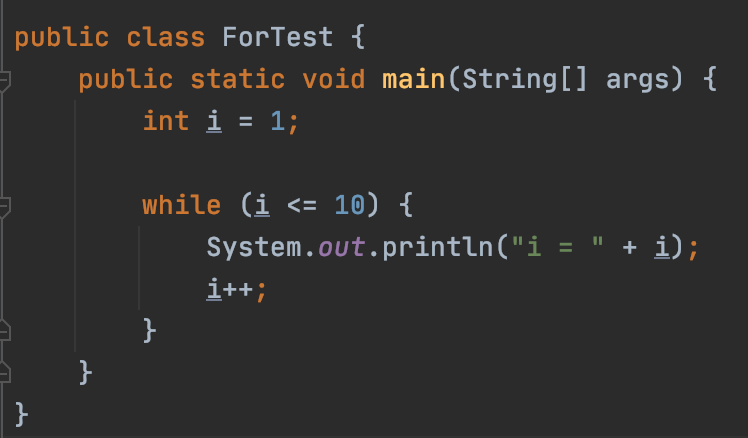 public class ForTest {
    public static void main(String[] args) {
        int i = 1;

        while (i <= 10) {
            System.out.println("i = " + i);
            i++;
        }
    }
}